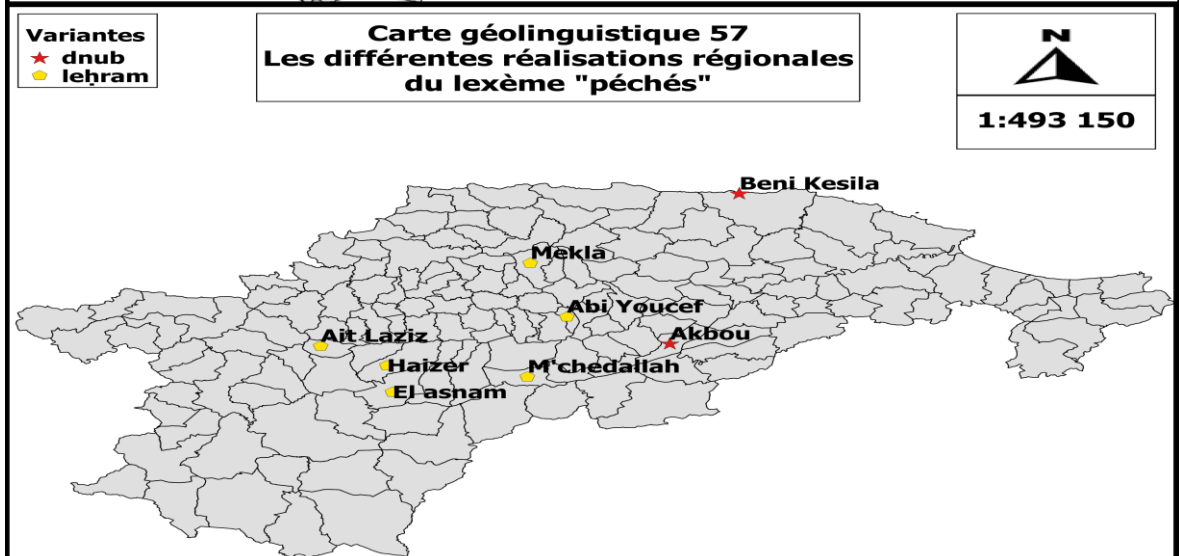 Variantes
dnub
leḥram
Carte géolinguistique 57
Les différentes réalisations régionales
du lexème "péchés"
N
1:493 150
Beni Kesila
Mekla
Abi Youcef
Ait Laziz
Akbou
Haizer
M'chedallah
El asnam